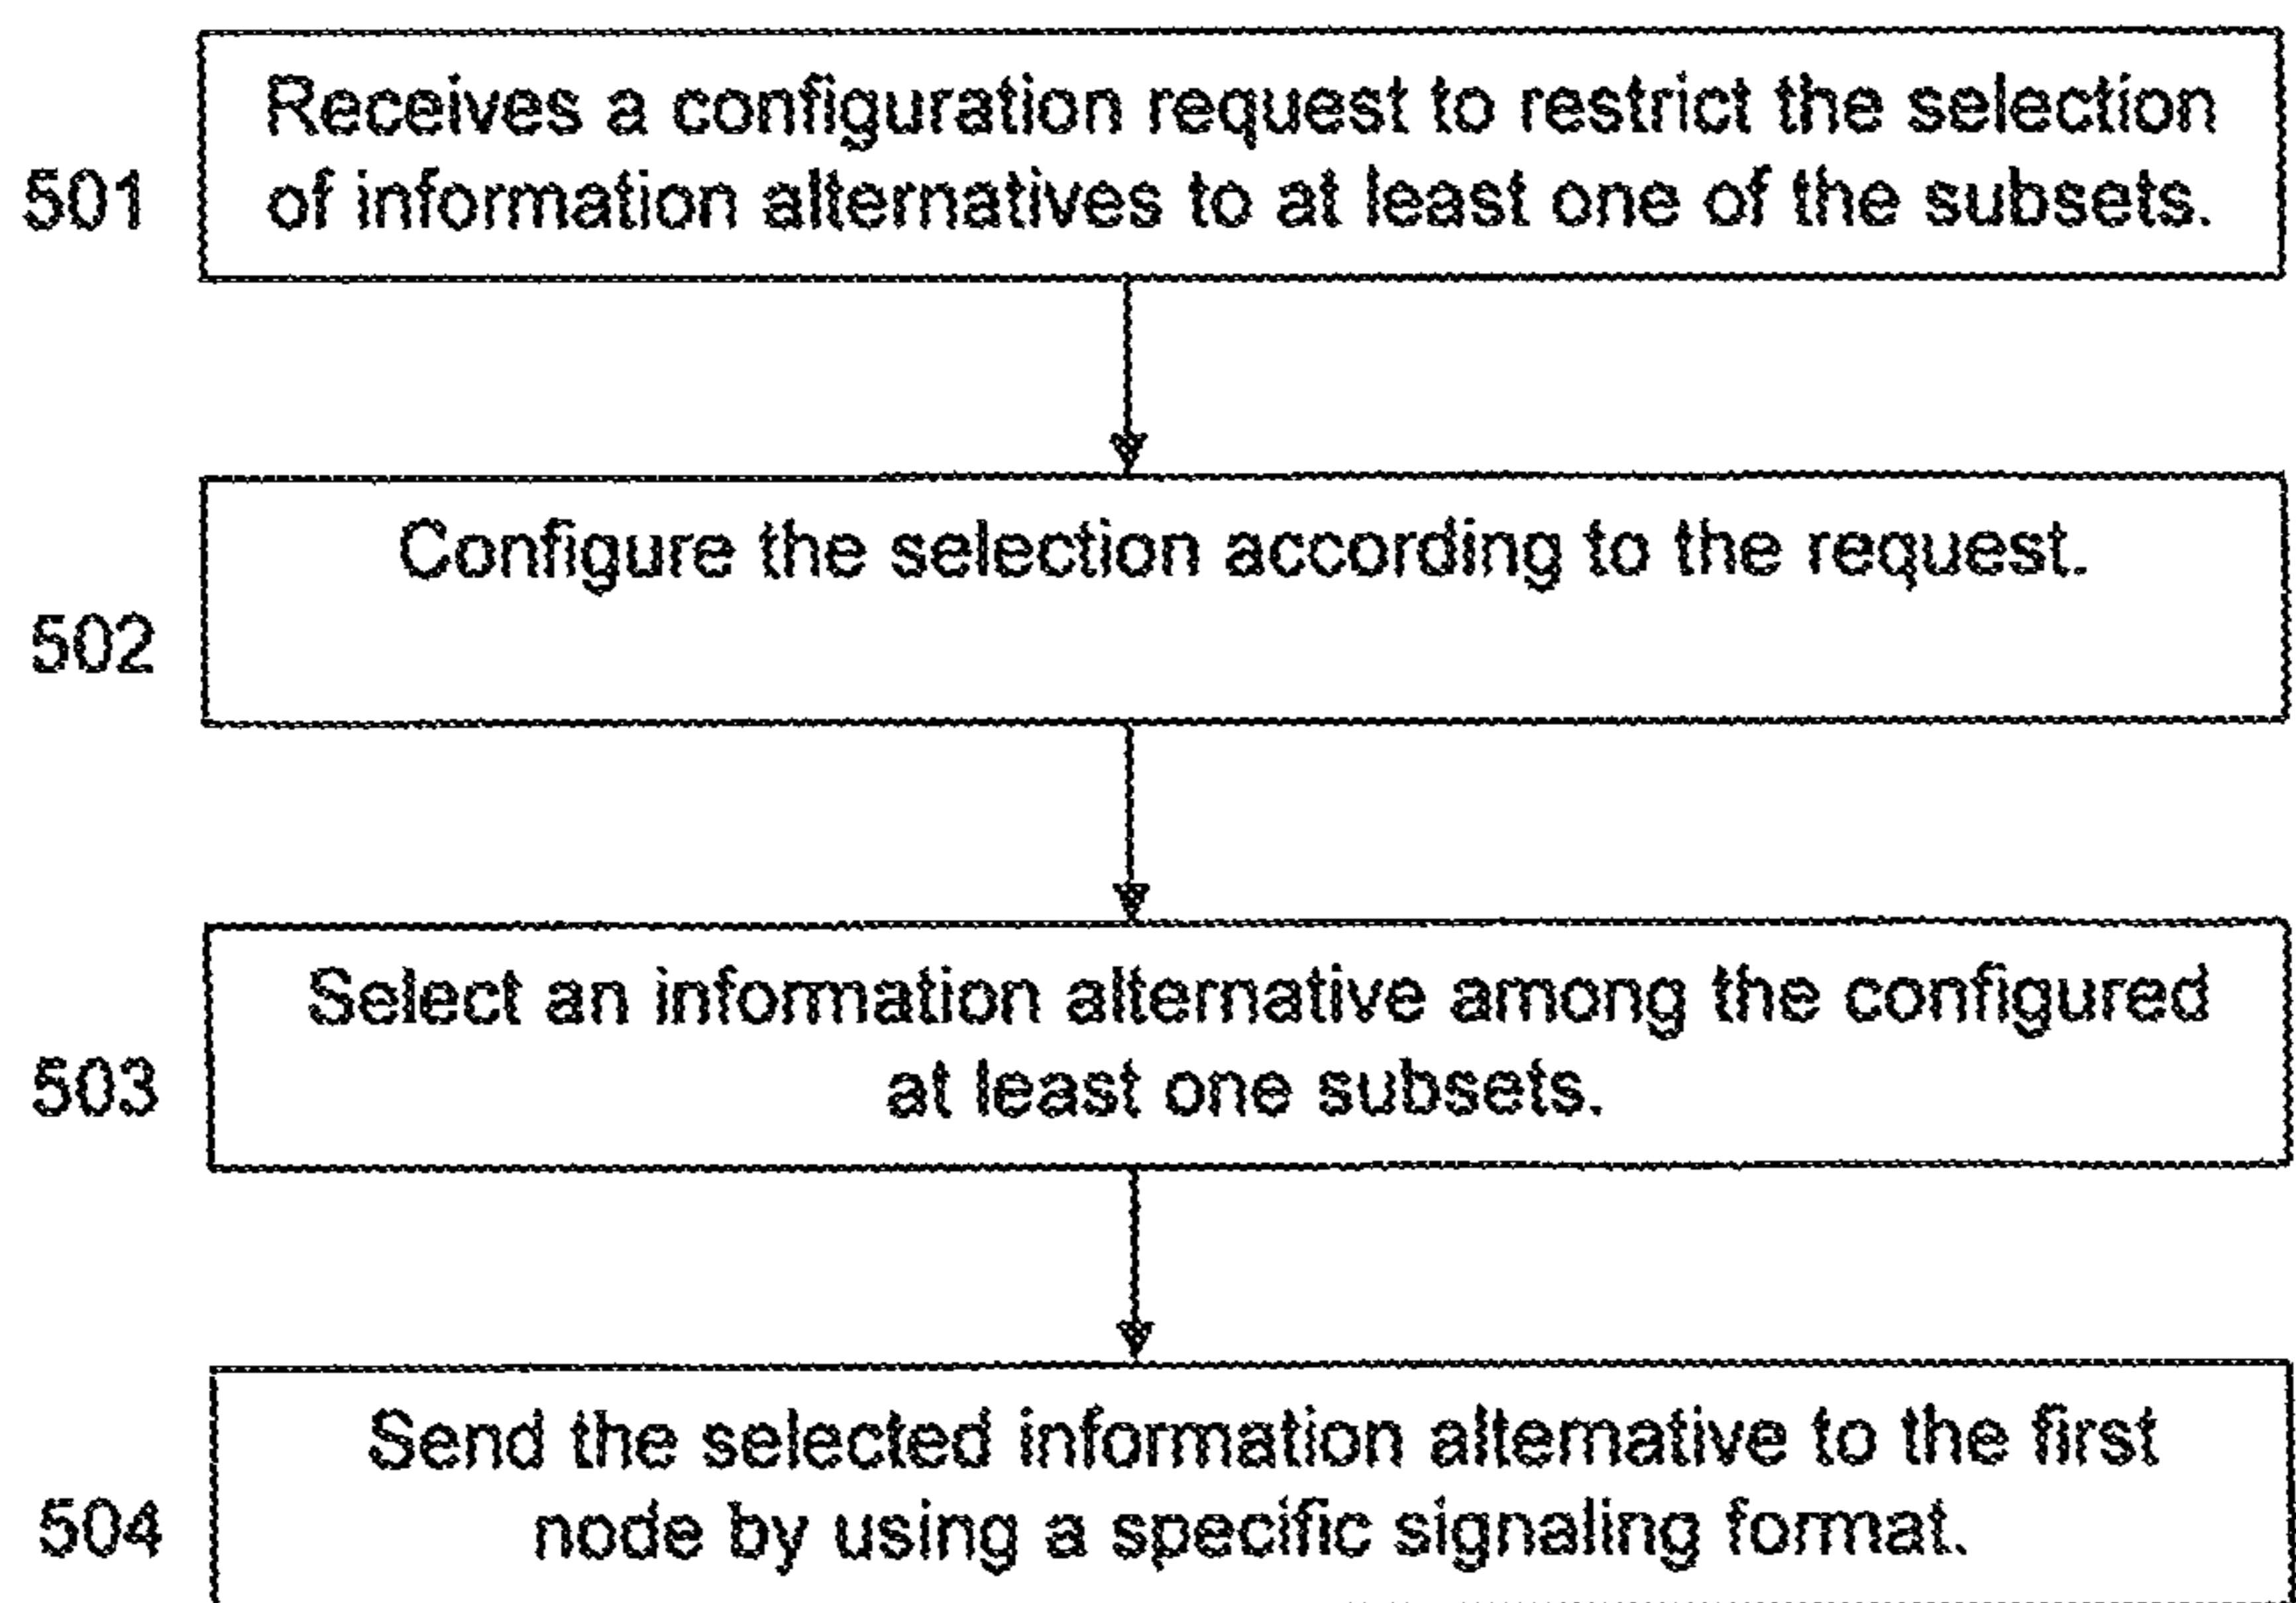 Receives a configuration request to restrict the selection
501
of information alternatives to at least one of the subsets.
Configure the selection according to the request.
502
Select an information alternative among the configured
503
at least one subsets.
Send the selected information alternative to the first
504
node by using a specific signaling format.